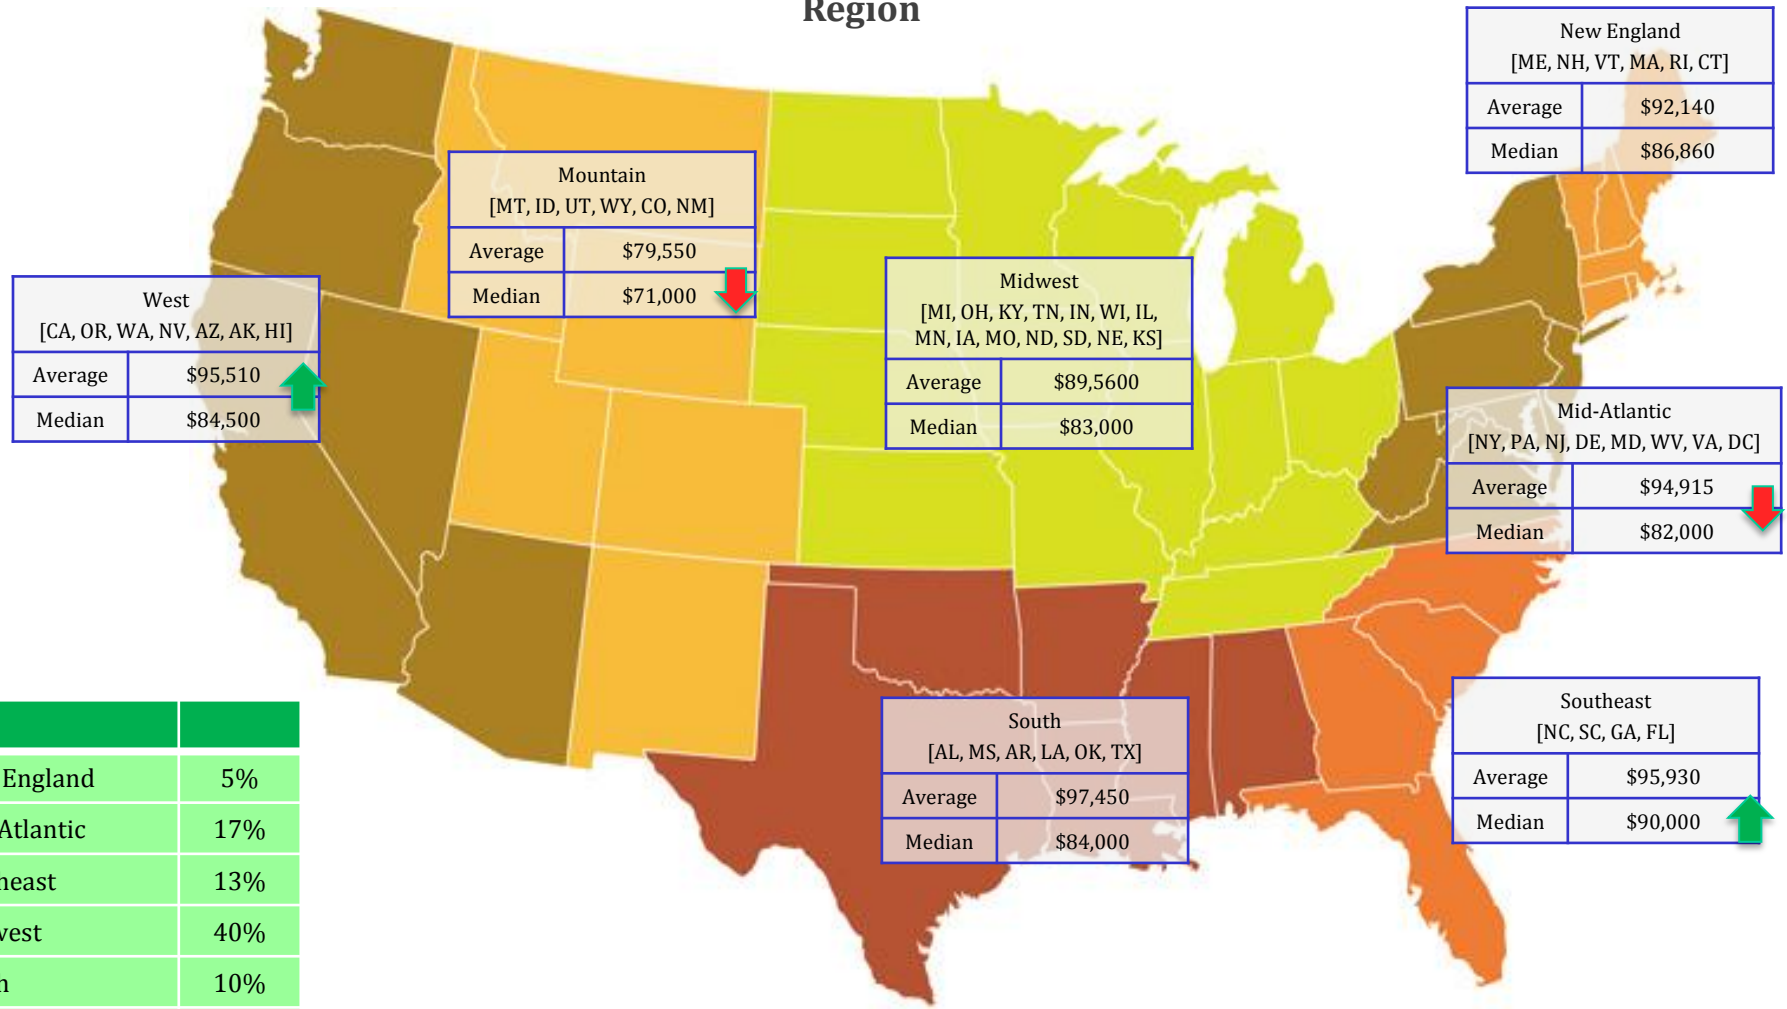 Region
New England
[ME, NH, VT, MA, RI, CT]
Average $92,140
Median $86,860
Mountain
[MT, ID, UT, WY, CO, NM]
Average $79,550
Median $71,000
West
[CA, OR, WA, NV, AZ, AK, HI]
Average $95,510
Median $84,500
Midwest
[MI, OH, KY, TN, IN, WI, IL,
MN, IA, MO, ND, SD, NE, KS]
Average $89,5600
Median $83,000
Mid-Atlantic
[NY, PA, NJ, DE, MD, WV, VA, DC]
Average $94,915
Median $82,000
South
[AL, MS, AR, LA, OK, TX]
Average $97,450
Median $84,000
Southeast
[NC, SC, GA, FL]
Average $95,930
Median $90,000
England 5%
Atlantic 17%
heast 13%
west 40%
10%